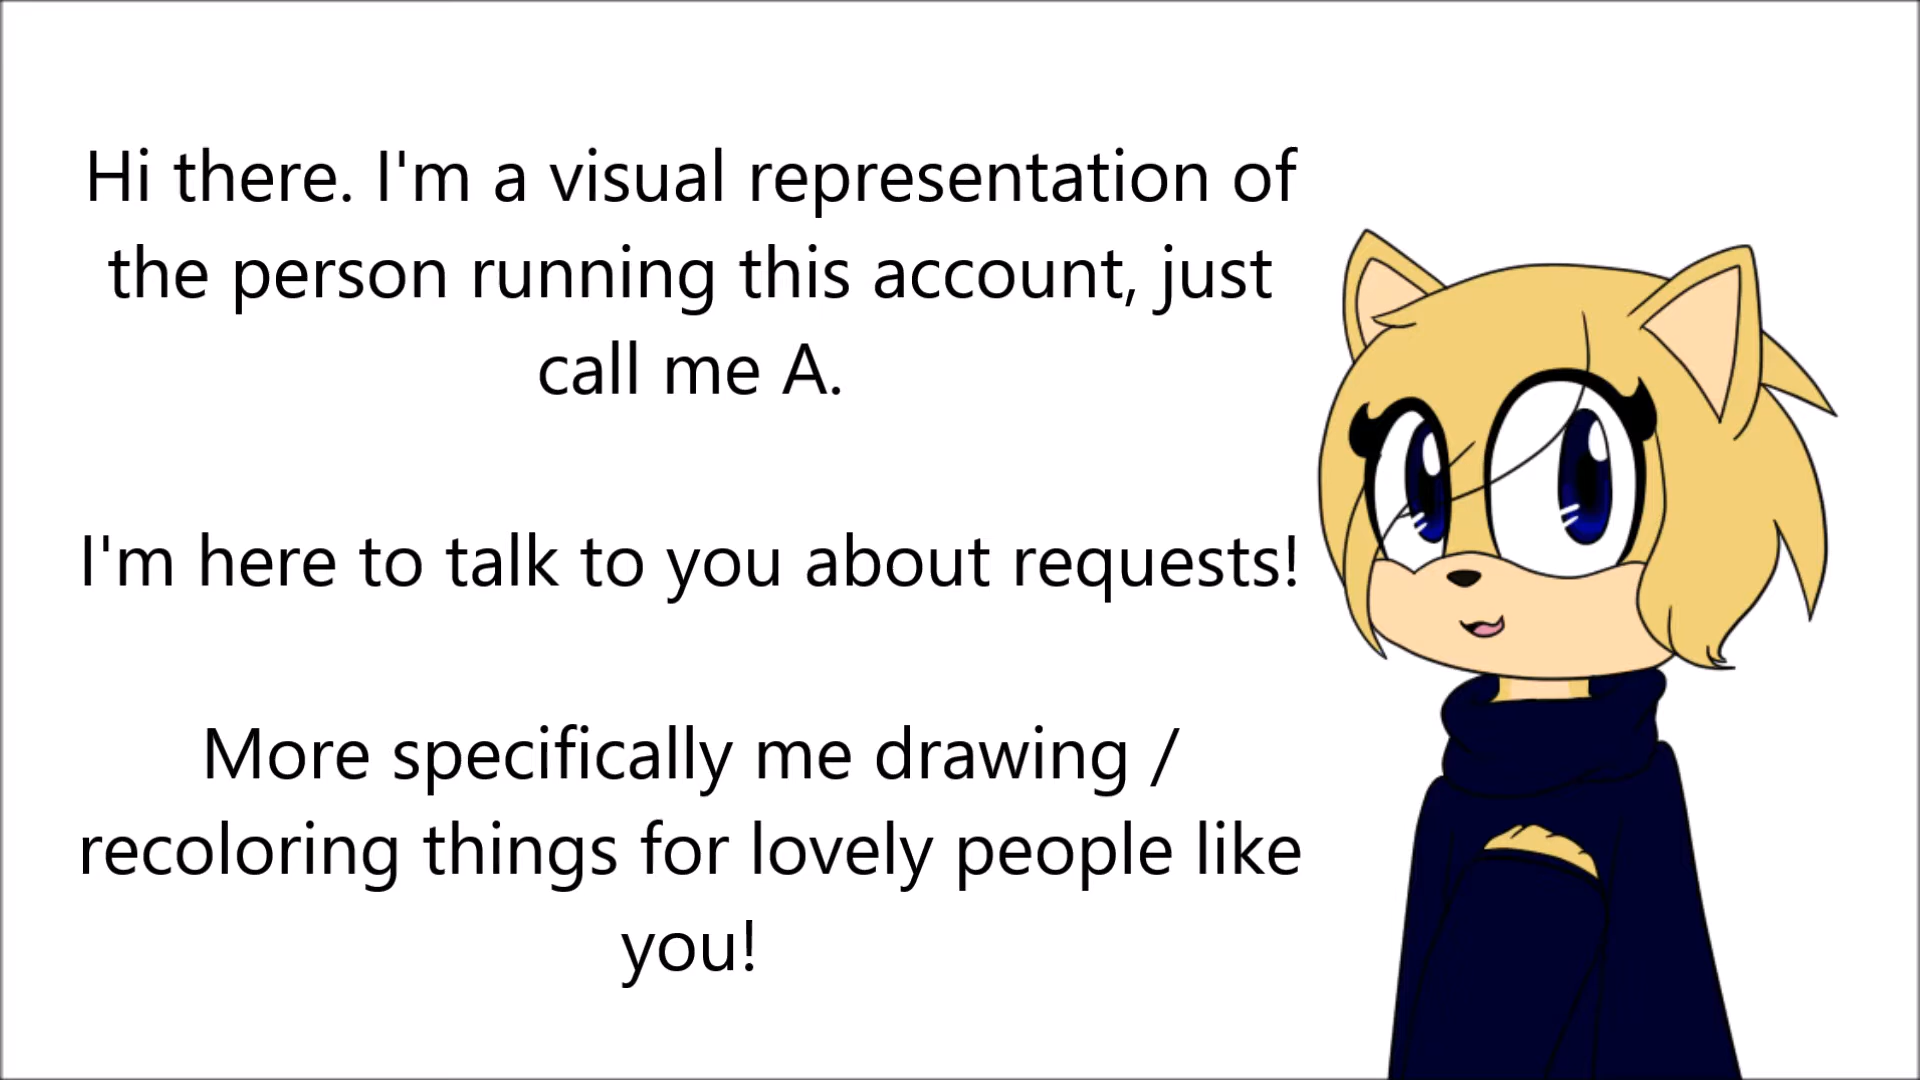 Hi there. I'm a visual representation of
the person running this account, just
call me A.
I'm here to talk to you about requests!
More specifically me drawing /
recoloring things for lovely people like
you!